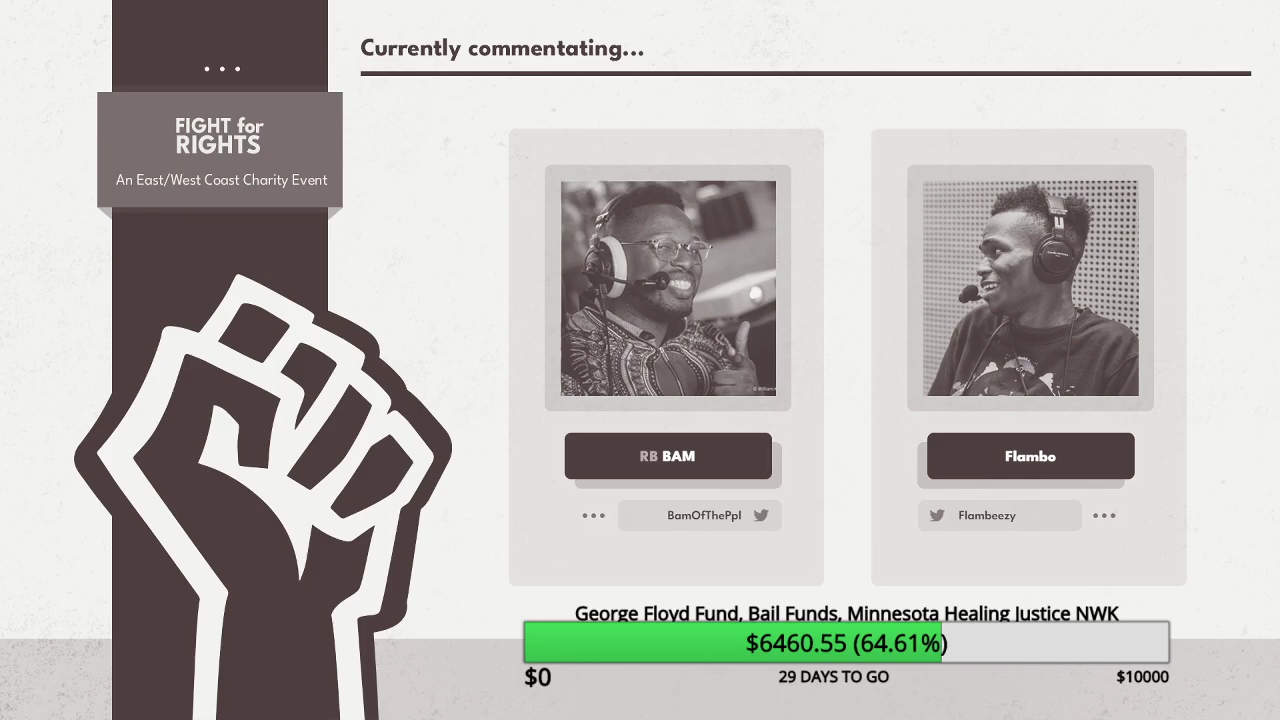 Currently commentating...
FIGHT for
RIGHTS
An East/West Coast Charity Event
RB BAM
Flambo
BamOfThePpl
Flambeezy
George Floyd Fund, Bail Funds, Minnesota Healing Justice NWK
$6460.55 (64.61%)
$0
29 DAYS TO GO
$10000